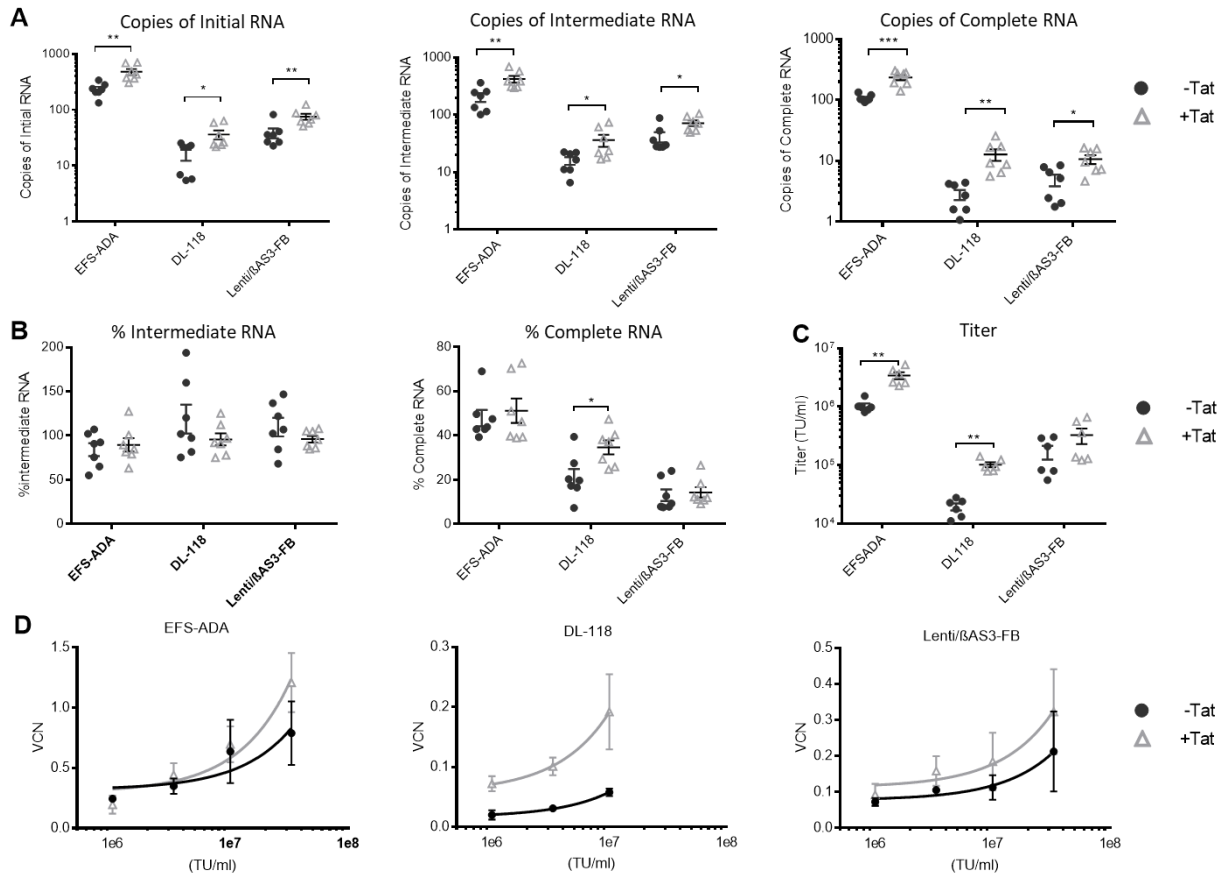 A
Copies of Initial RNA
Copies of Intermediate RNA
Copies of Complete RNA
Copies of Intial RNA
1000
100
10
1
** * **
EFS-ADA
DL-118
Lenti/ßAS3-FB
Copies of Intermediate RNA
1000
100
10
1
** * *
EFS-ADA
DL-118
Lenti/ßAS3-FB
Copies of Complete RNA
1000
100
10
1
*** ** *
EFS-ADA
DL-118
Lenti/ßAS3-FB
-Tat
+Tat
B
% Intermediate RNA
%intermediate RNA
200
150
100
50
0
EFS-ADA
DL-118
Lenti/ßAS3-FB
% Complete RNA
% Complete RNA
80
60
40
20
0
*
EFS-ADA
DL-118
Lenti/ßAS3-FB
C
Titer
Titer (TU/ml)
10⁷
10⁶
10⁵
10⁴
** **
EFSADA
DL118
Lenti/ßAS3-FB
-Tat
+Tat
D
EFS-ADA
VCN
1.5
1.0
0.5
0.0
1e6 1e7 1e8
(TU/ml)
DL-118
VCN
0.3
0.2
0.1
0.0
1e6 1e7 1e8
(TU/ml)
Lenti/ßAS3-FB
VCN
0.5
0.4
0.3
0.2
0.1
0.0
1e6 1e7 1e8
(TU/ml)
-Tat
+Tat